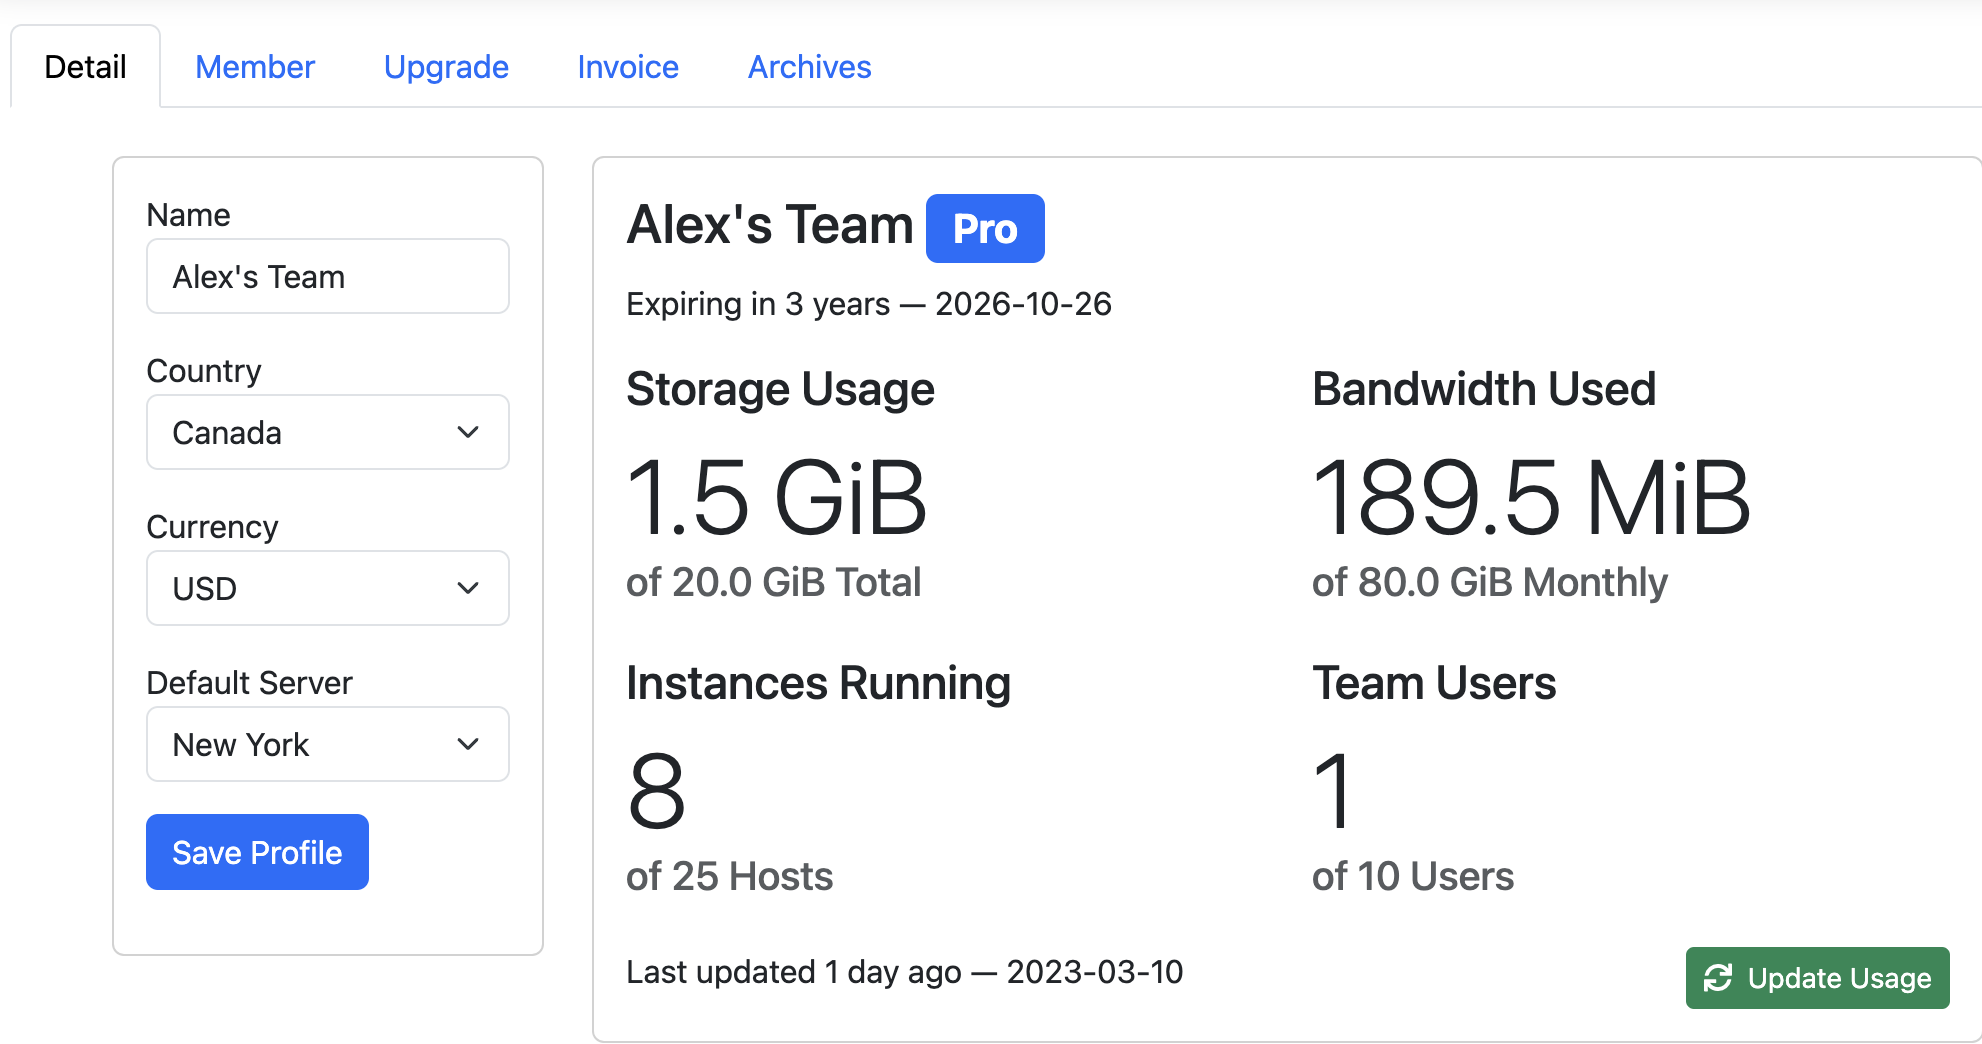 Detail Member Upgrade Invoice Archives
Name
Alex's Team
Country
Canada
Currency
USD
Default Server
New York
Save Profile
Alex's Team Pro
Expiring in 3 years — 2026-10-26
Storage Usage
1.5 GiB
of 20.0 GiB Total
Bandwidth Used
189.5 MiB
of 80.0 GiB Monthly
Instances Running
8
of 25 Hosts
Team Users
1
of 10 Users
Last updated 1 day ago — 2023-03-10
Update Usage